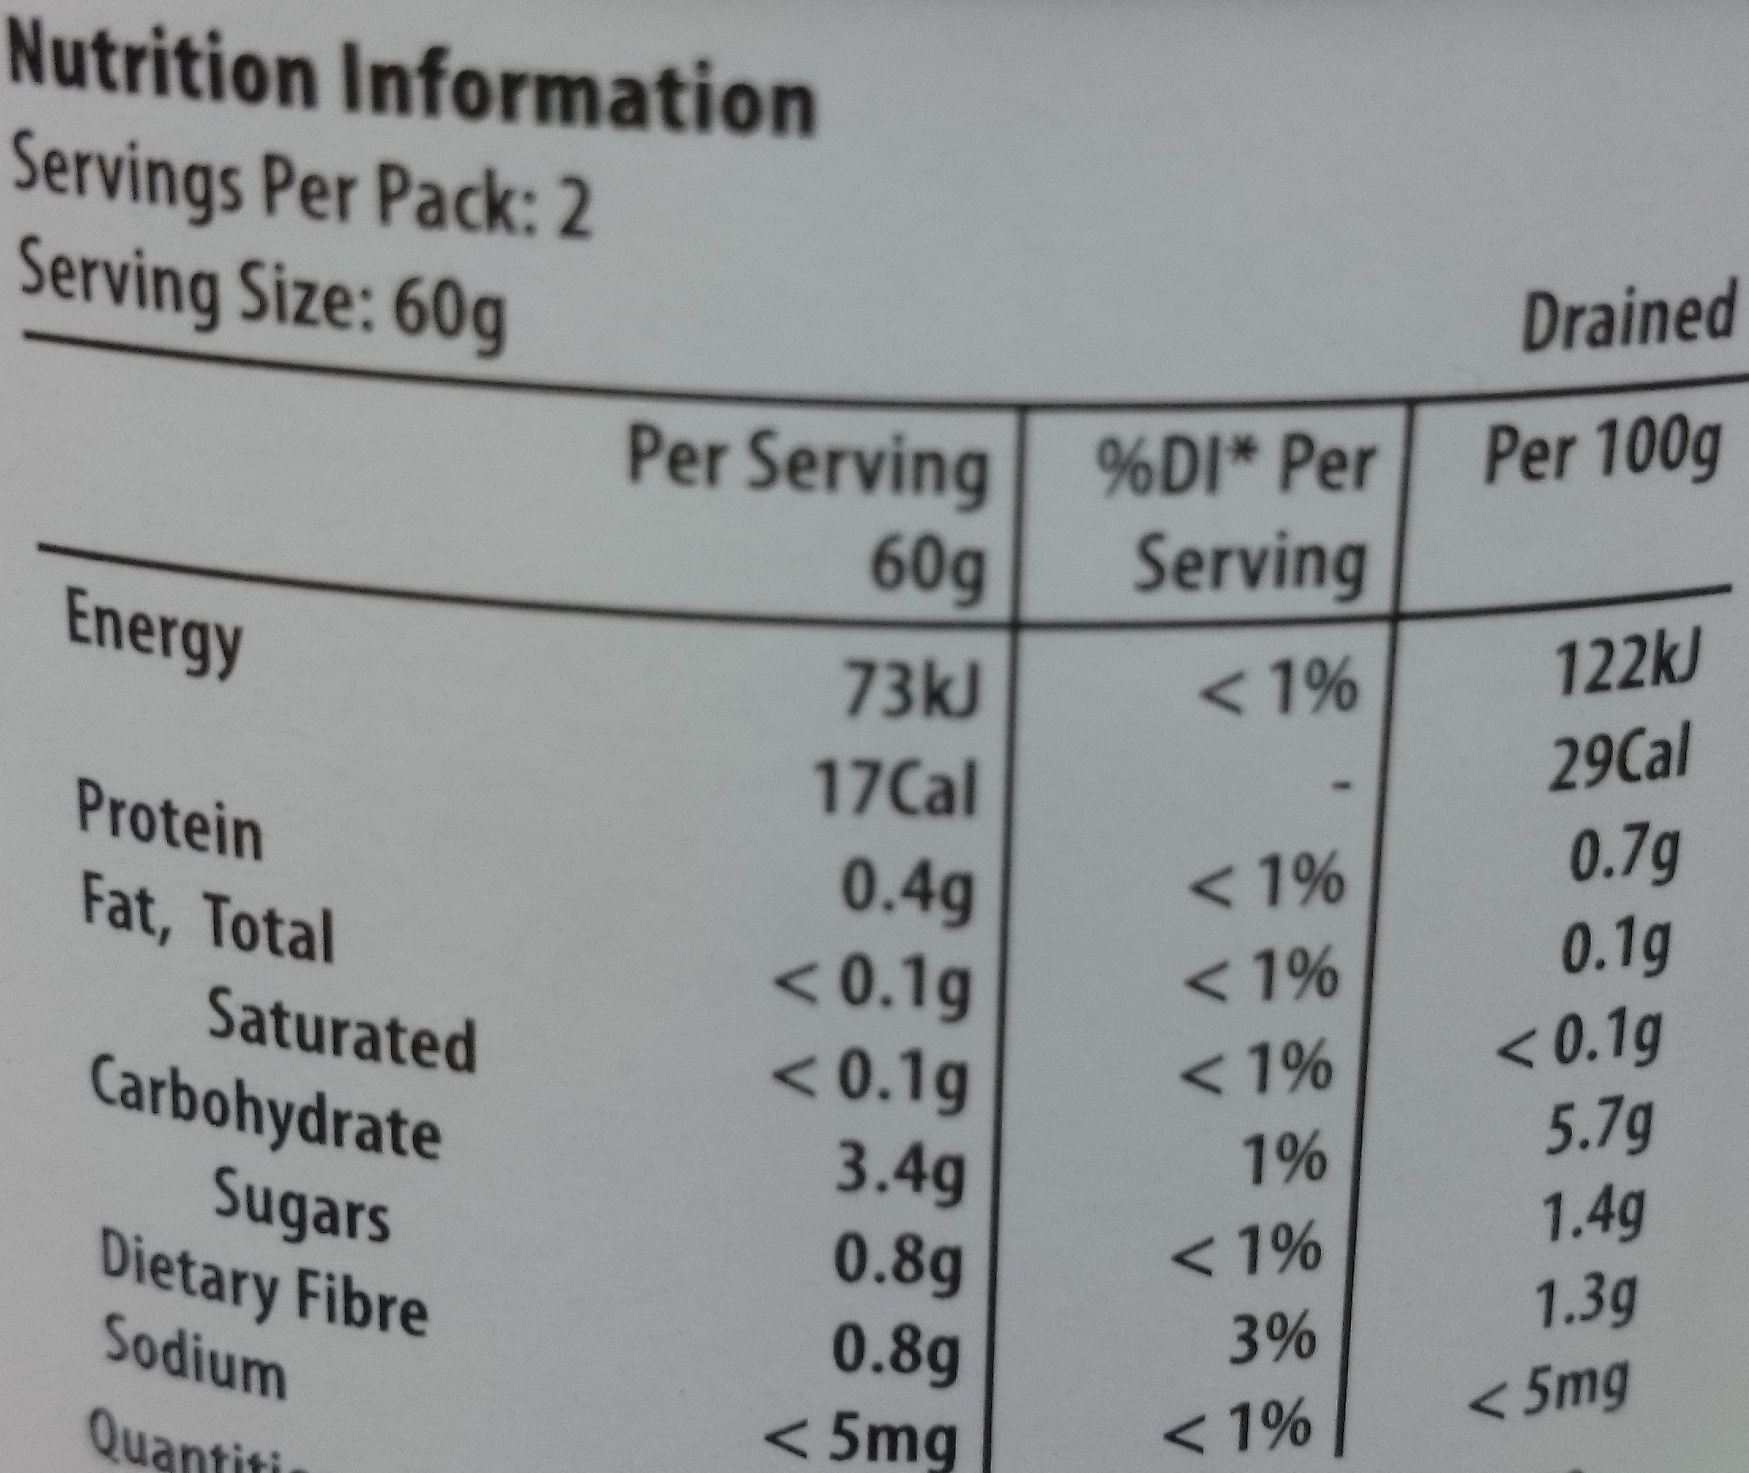 Nutrition Information
Servings Per Pack: 2
Serving Size: 60g
Drained
Per Serving %DI* Per Per 100g
60g Serving
Energy 73kJ < 1% 122kJ
17Cal - 29Cal
Protein 0.4g < 1% 0.7g
Fat, Total < 0.1g < 1% 0.1g
Saturated < 0.1g < 1% < 0.1g
Carbohydrate 3.4g 1% 5.7g
Sugars 0.8g < 1% 1.4g
Dietary Fibre 0.8g 3% 1.3g
Sodium < 5mg < 1% < 5mg